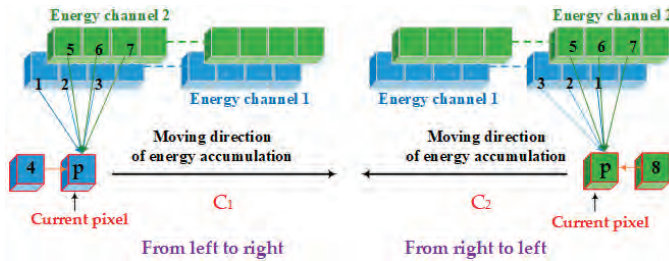 Energy channel 2
5 6 7
1 2 3
Energy channel 1
4 p
Moving direction
of energy accumulation
C1
Current pixel
From left to right
Energy channel 2
5 6 7
3 2 1
Energy channel 1
Moving direction
of energy accumulation
p 8
C2
Current pixel
From right to left